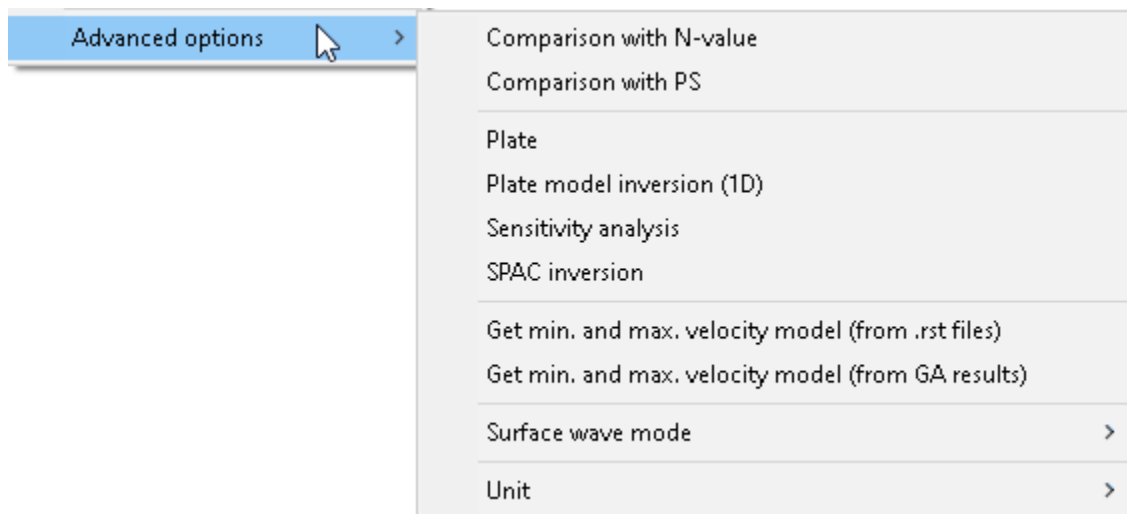 Advanced options
Comparison with N-value
Comparison with PS
Plate
Plate model inversion (1D)
Sensitivity analysis
SPAC inversion
Get min. and max. velocity model (from .rst files)
Get min. and max. velocity model (from GA results)
Surface wave mode
Unit